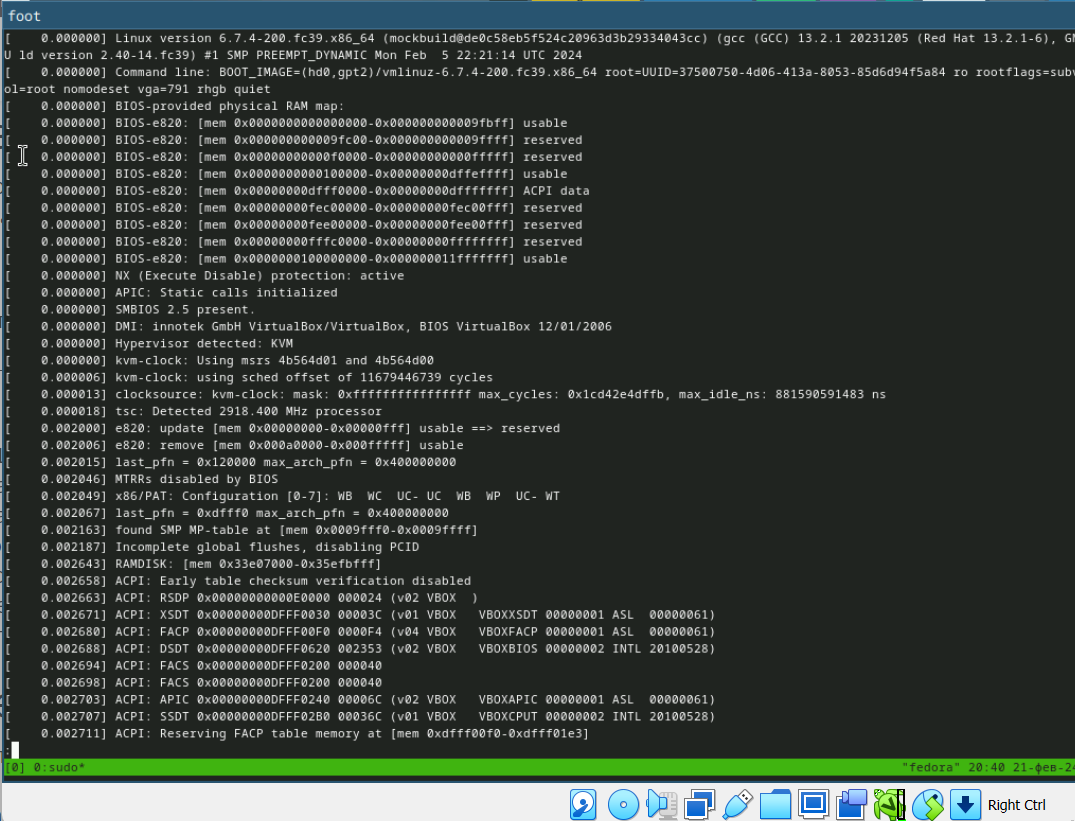 foot
[    0.000000] Linux version 6.7.4-200.fc39.x86_64 (mockbuild@de0c58eb5f524c20963d3b29334043cc) (gcc (GCC) 13.2.1 20231205 (Red Hat 13.2.1-6), GN
U ld version 2.40-14.fc39) #1 SMP PREEMPT_DYNAMIC Mon Feb  5 22:21:14 UTC 2024
[    0.000000] Command line: BOOT_IMAGE=(hd0,gpt2)/vmlinuz-6.7.4-200.fc39.x86_64 root=UUID=37500750-4d06-413a-8053-85d6d94f5a84 ro rootflags=subv
ol=root nomodeset vga=791 rhgb quiet
[    0.000000] BIOS-provided physical RAM map:
[    0.000000] BIOS-e820: [mem 0x0000000000000000-0x000000000009fbff] usable
[    0.000000] BIOS-e820: [mem 0x000000000009fc00-0x000000000009ffff] reserved
[    0.000000] BIOS-e820: [mem 0x00000000000f0000-0x00000000000fffff] reserved
[    0.000000] BIOS-e820: [mem 0x0000000000100000-0x00000000dffeffff] usable
[    0.000000] BIOS-e820: [mem 0x00000000dfff0000-0x00000000dfffffff] ACPI data
[    0.000000] BIOS-e820: [mem 0x00000000fec00000-0x00000000fec00fff] reserved
[    0.000000] BIOS-e820: [mem 0x00000000fee00000-0x00000000fee00fff] reserved
[    0.000000] BIOS-e820: [mem 0x00000000fffc0000-0x00000000ffffffff] reserved
[    0.000000] BIOS-e820: [mem 0x0000000100000000-0x000000011fffffff] usable
[    0.000000] NX (Execute Disable) protection: active
[    0.000000] APIC: Static calls initialized
[    0.000000] SMBIOS 2.5 present.
[    0.000000] DMI: innotek GmbH VirtualBox/VirtualBox, BIOS VirtualBox 12/01/2006
[    0.000000] Hypervisor detected: KVM
[    0.000000] kvm-clock: Using msrs 4b564d01 and 4b564d00
[    0.000006] kvm-clock: using sched offset of 11679446739 cycles
[    0.000013] clocksource: kvm-clock: mask: 0xffffffffffffffff max_cycles: 0x1cd42e4dffb, max_idle_ns: 881590591483 ns
[    0.000018] tsc: Detected 2918.400 MHz processor
[    0.002000] e820: update [mem 0x00000000-0x00000fff] usable ==> reserved
[    0.002006] e820: remove [mem 0x000a0000-0x000fffff] usable
[    0.002015] last_pfn = 0x120000 max_arch_pfn = 0x400000000
[    0.002046] MTRRs disabled by BIOS
[    0.002049] x86/PAT: Configuration [0-7]: WB  WC  UC- UC  WB  WP  UC- WT
[    0.002067] last_pfn = 0xdfff0 max_arch_pfn = 0x400000000
[    0.002163] found SMP MP-table at [mem 0x0009fff0-0x0009ffff]
[    0.002187] Incomplete global flushes, disabling PCID
[    0.002643] RAMDISK: [mem 0x33e07000-0x35efbfff]
[    0.002658] ACPI: Early table checksum verification disabled
[    0.002663] ACPI: RSDP 0x00000000000E0000 000024 (v02 VBOX  )
[    0.002671] ACPI: XSDT 0x00000000DFFF0030 00003C (v01 VBOX   VBOXXSDT 00000001 ASL  00000061)
[    0.002680] ACPI: FACP 0x00000000DFFF00F0 0000F4 (v04 VBOX   VBOXFACP 00000001 ASL  00000061)
[    0.002688] ACPI: DSDT 0x00000000DFFF0620 002353 (v02 VBOX   VBOXBIOS 00000002 INTL 20100528)
[    0.002694] ACPI: FACS 0x00000000DFFF0200 000040
[    0.002698] ACPI: FACS 0x00000000DFFF0200 000040
[    0.002703] ACPI: APIC 0x00000000DFFF0240 00006C (v02 VBOX   VBOXAPIC 00000001 ASL  00000061)
[    0.002707] ACPI: SSDT 0x00000000DFFF02B0 00036C (v01 VBOX   VBOXCPUT 00000002 INTL 20100528)
[    0.002711] ACPI: Reserving FACP table memory at [mem 0xdfff00f0-0xdfff01e3]
:
[0] 0:sudo* "fedora" 20:40 21-фев-24
Right Ctrl